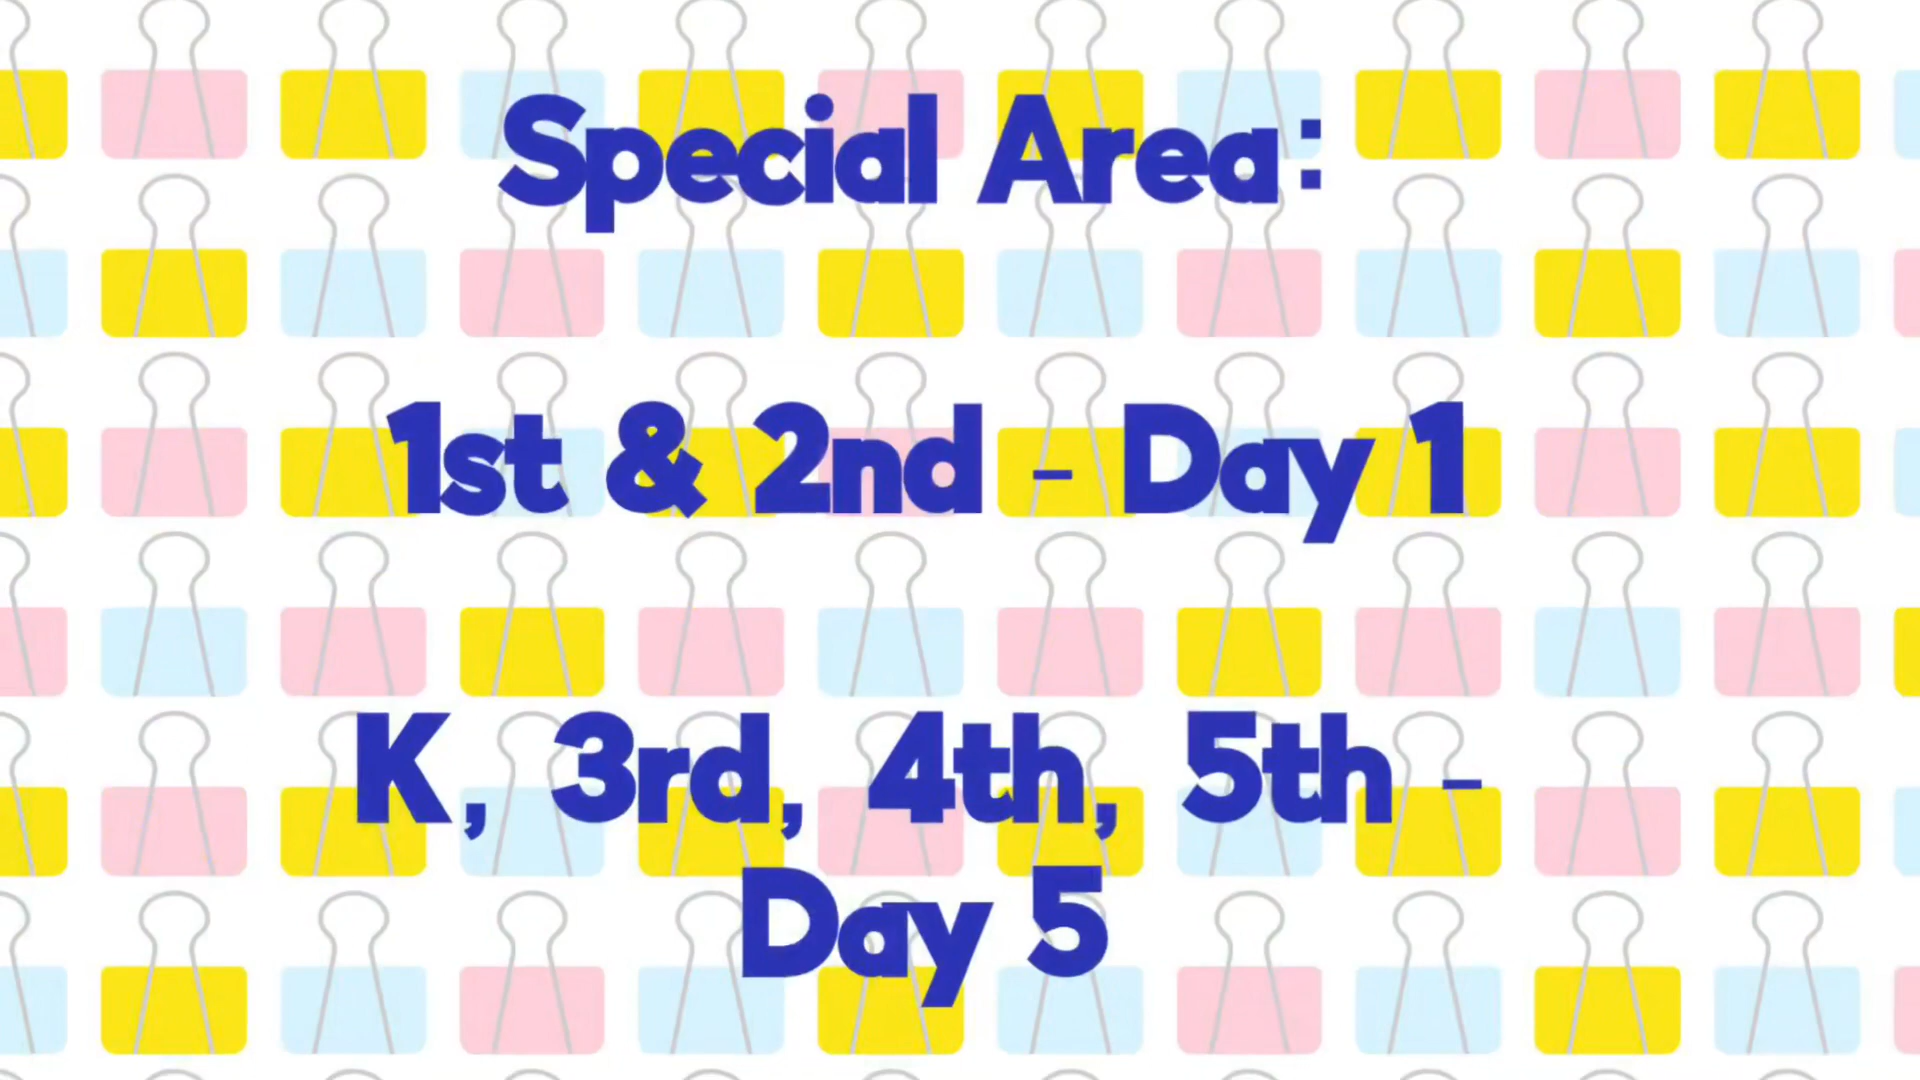 Special Area:
1st & 2nd - Day 1
K, 3rd, 4th, 5th -
Day 5